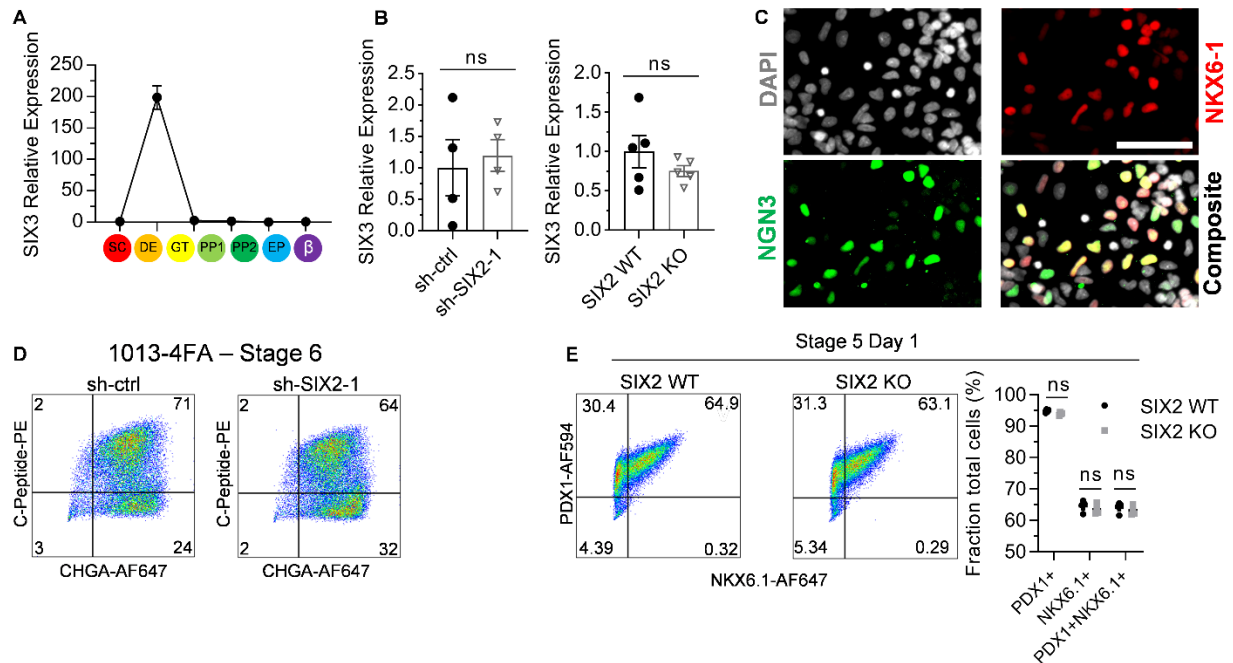 A
SIX3 Relative Expression
250
200
150
100
50
0
SC
DE
GT
PP1
PP2
EP
β
B
SIX3 Relative Expression
2.5
2.0
1.5
1.0
0.5
0.0
ns
sh-ctrl
sh-SIX2-1
SIX3 Relative Expression
2.0
1.5
1.0
0.5
0.0
ns
SIX2 WT
SIX2 KO
C
DAPI
NKX6-1
NGN3
Composite
D
1013-4FA – Stage 6
sh-ctrl
sh-SIX2-1
C-Peptide-PE
2
71
3
24
CHGA-AF647
C-Peptide-PE
2
64
2
32
CHGA-AF647
E
Stage 5 Day 1
SIX2 WT
SIX2 KO
PDX1-AF594
30.4
64.9
4.39
0.32
31.3
63.1
5.34
0.29
NKX6.1-AF647
Fraction total cells (%)
100
95
90
85
80
75
70
65
60
55
50
ns
ns
ns
SIX2 WT
SIX2 KO
PDX1+
NKX6.1+
PDX1+NKX6.1+